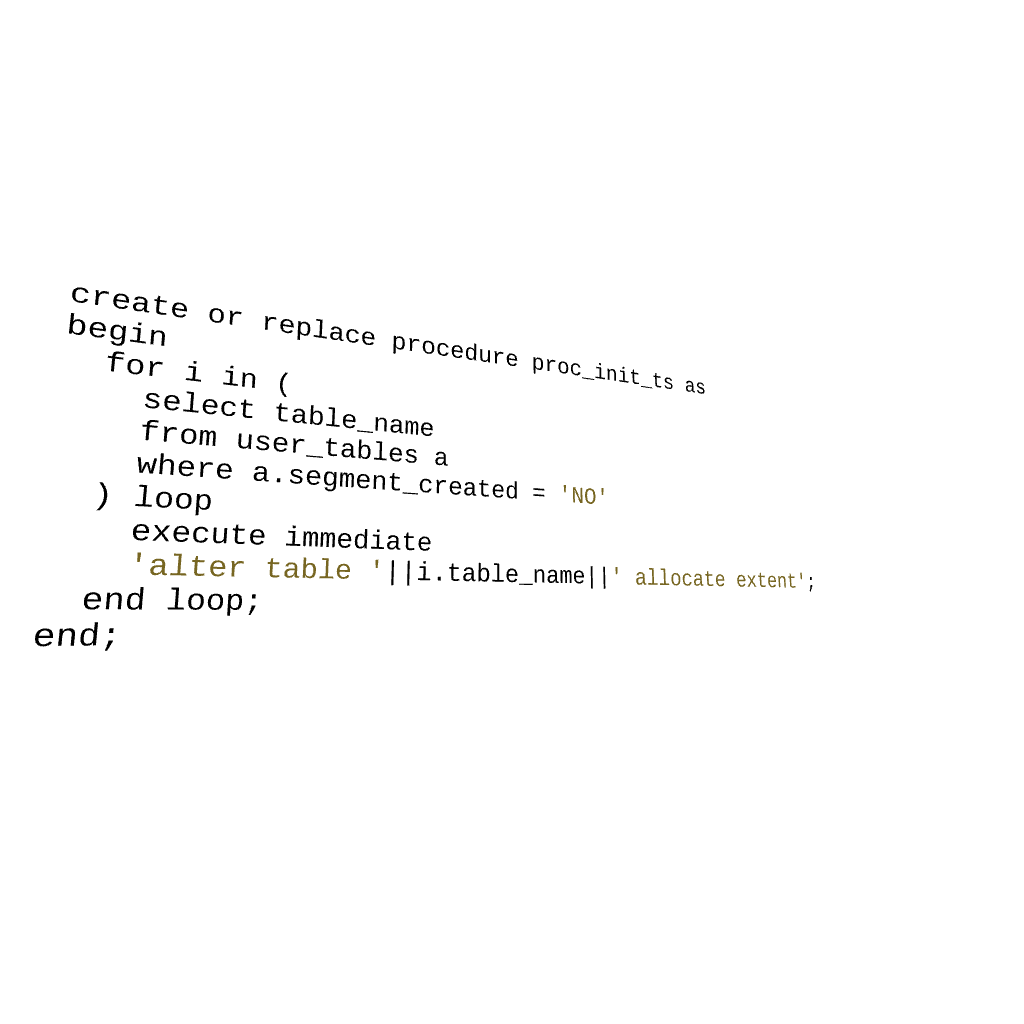 create or replace procedure proc_init_ts as
begin
  for i in (
    select table_name
    from user_tables a
    where a.segment_created = 'NO'
  ) loop
    execute immediate
    'alter table '||i.table_name||' allocate extent';
  end loop;
end;